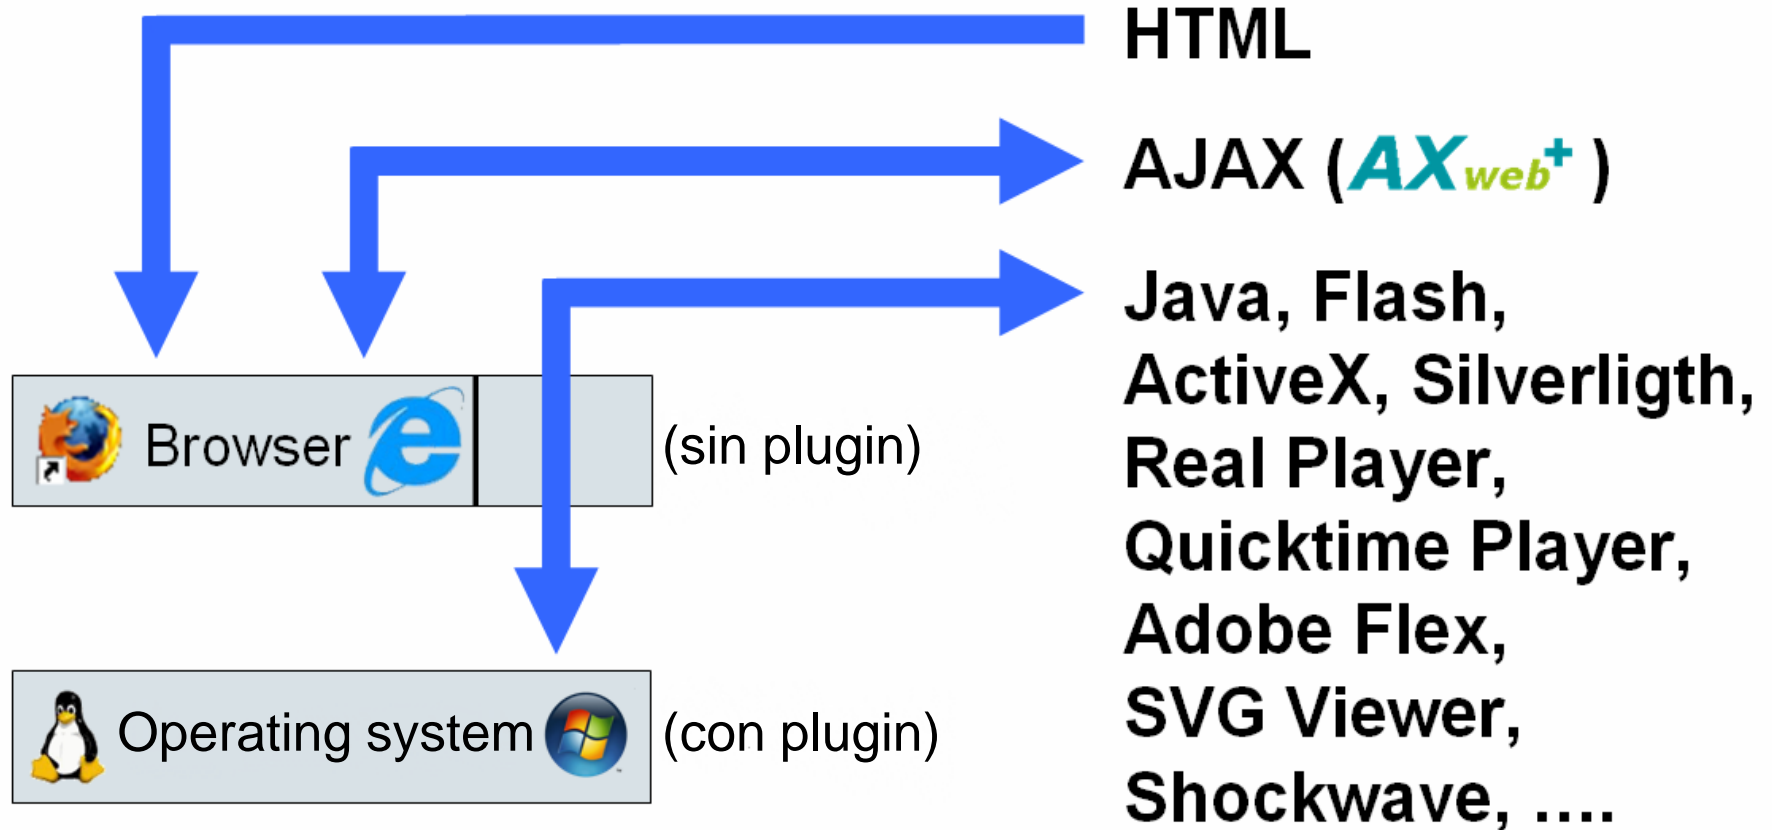 HTML
AJAX (AXweb+ )
Java, Flash,
ActiveX, Silverligth,
Real Player,
Quicktime Player,
Adobe Flex,
SVG Viewer,
Shockwave, ....
Browser
(sin plugin)
Operating system
(con plugin)